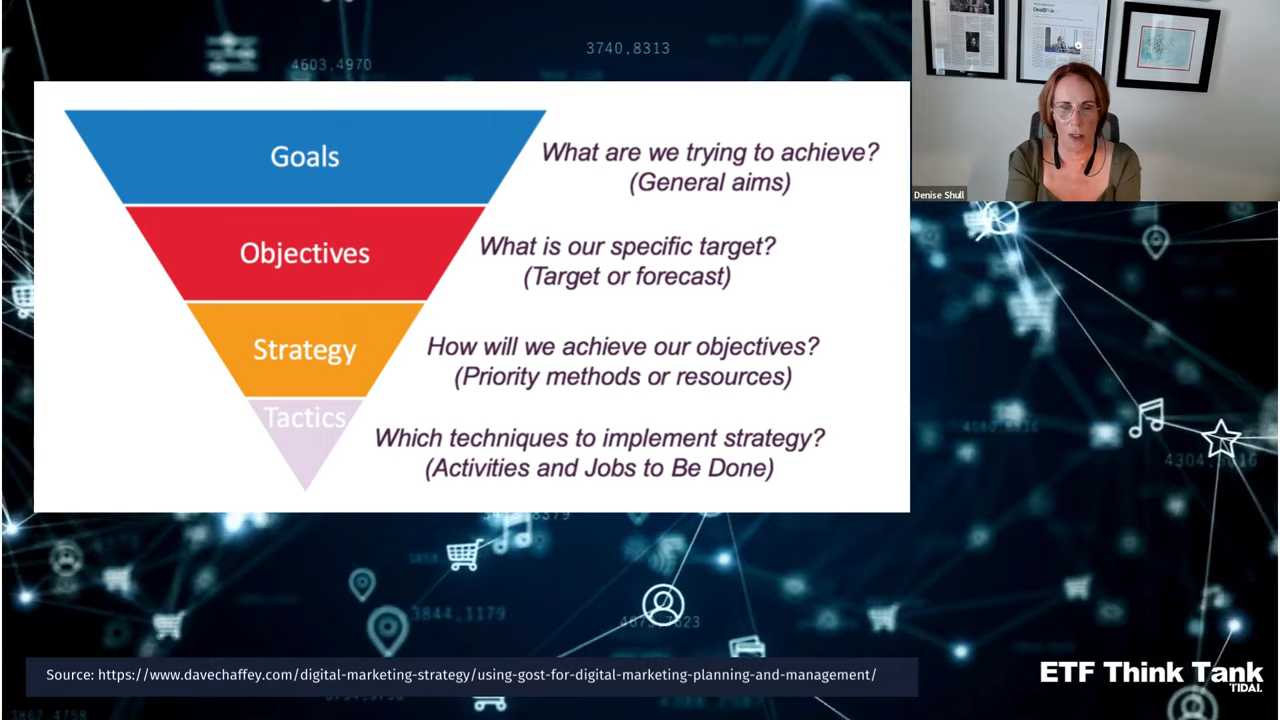 3740,8313
4603,4970
Goals
What are we trying to achieve?
(General aims)
Denise Shull
Objectives
What is our specific target?
(Target or forecast)
Strategy
How will we achieve our objectives?
(Priority methods or resources)
Tactics
Which techniques to implement strategy?
(Activities and Jobs to Be Done)
3844,1179
Source: https://www.davechaffey.com/digital-marketing-strategy/using-gost-for-digital-marketing-planning-and-management/
ETF Think Tank
TIDAL